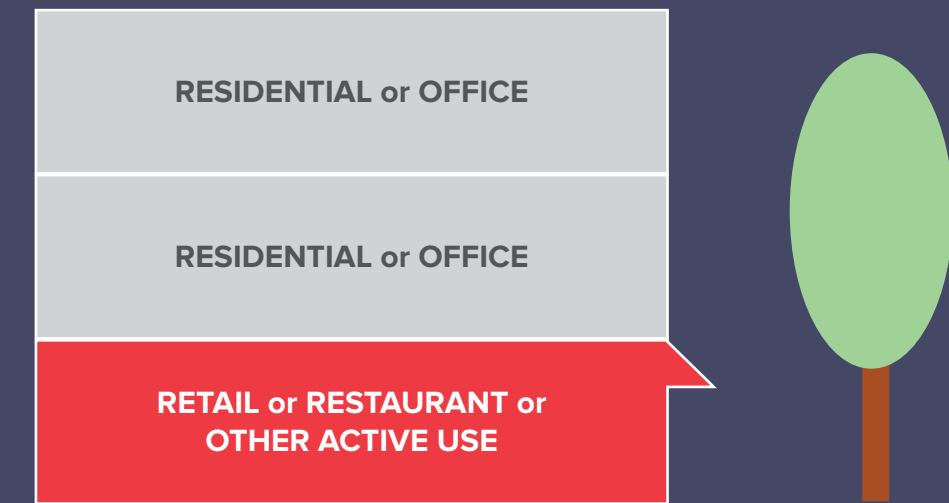 RESIDENTIAL or OFFICE
RESIDENTIAL or OFFICE
RETAIL or RESTAURANT or
OTHER ACTIVE USE